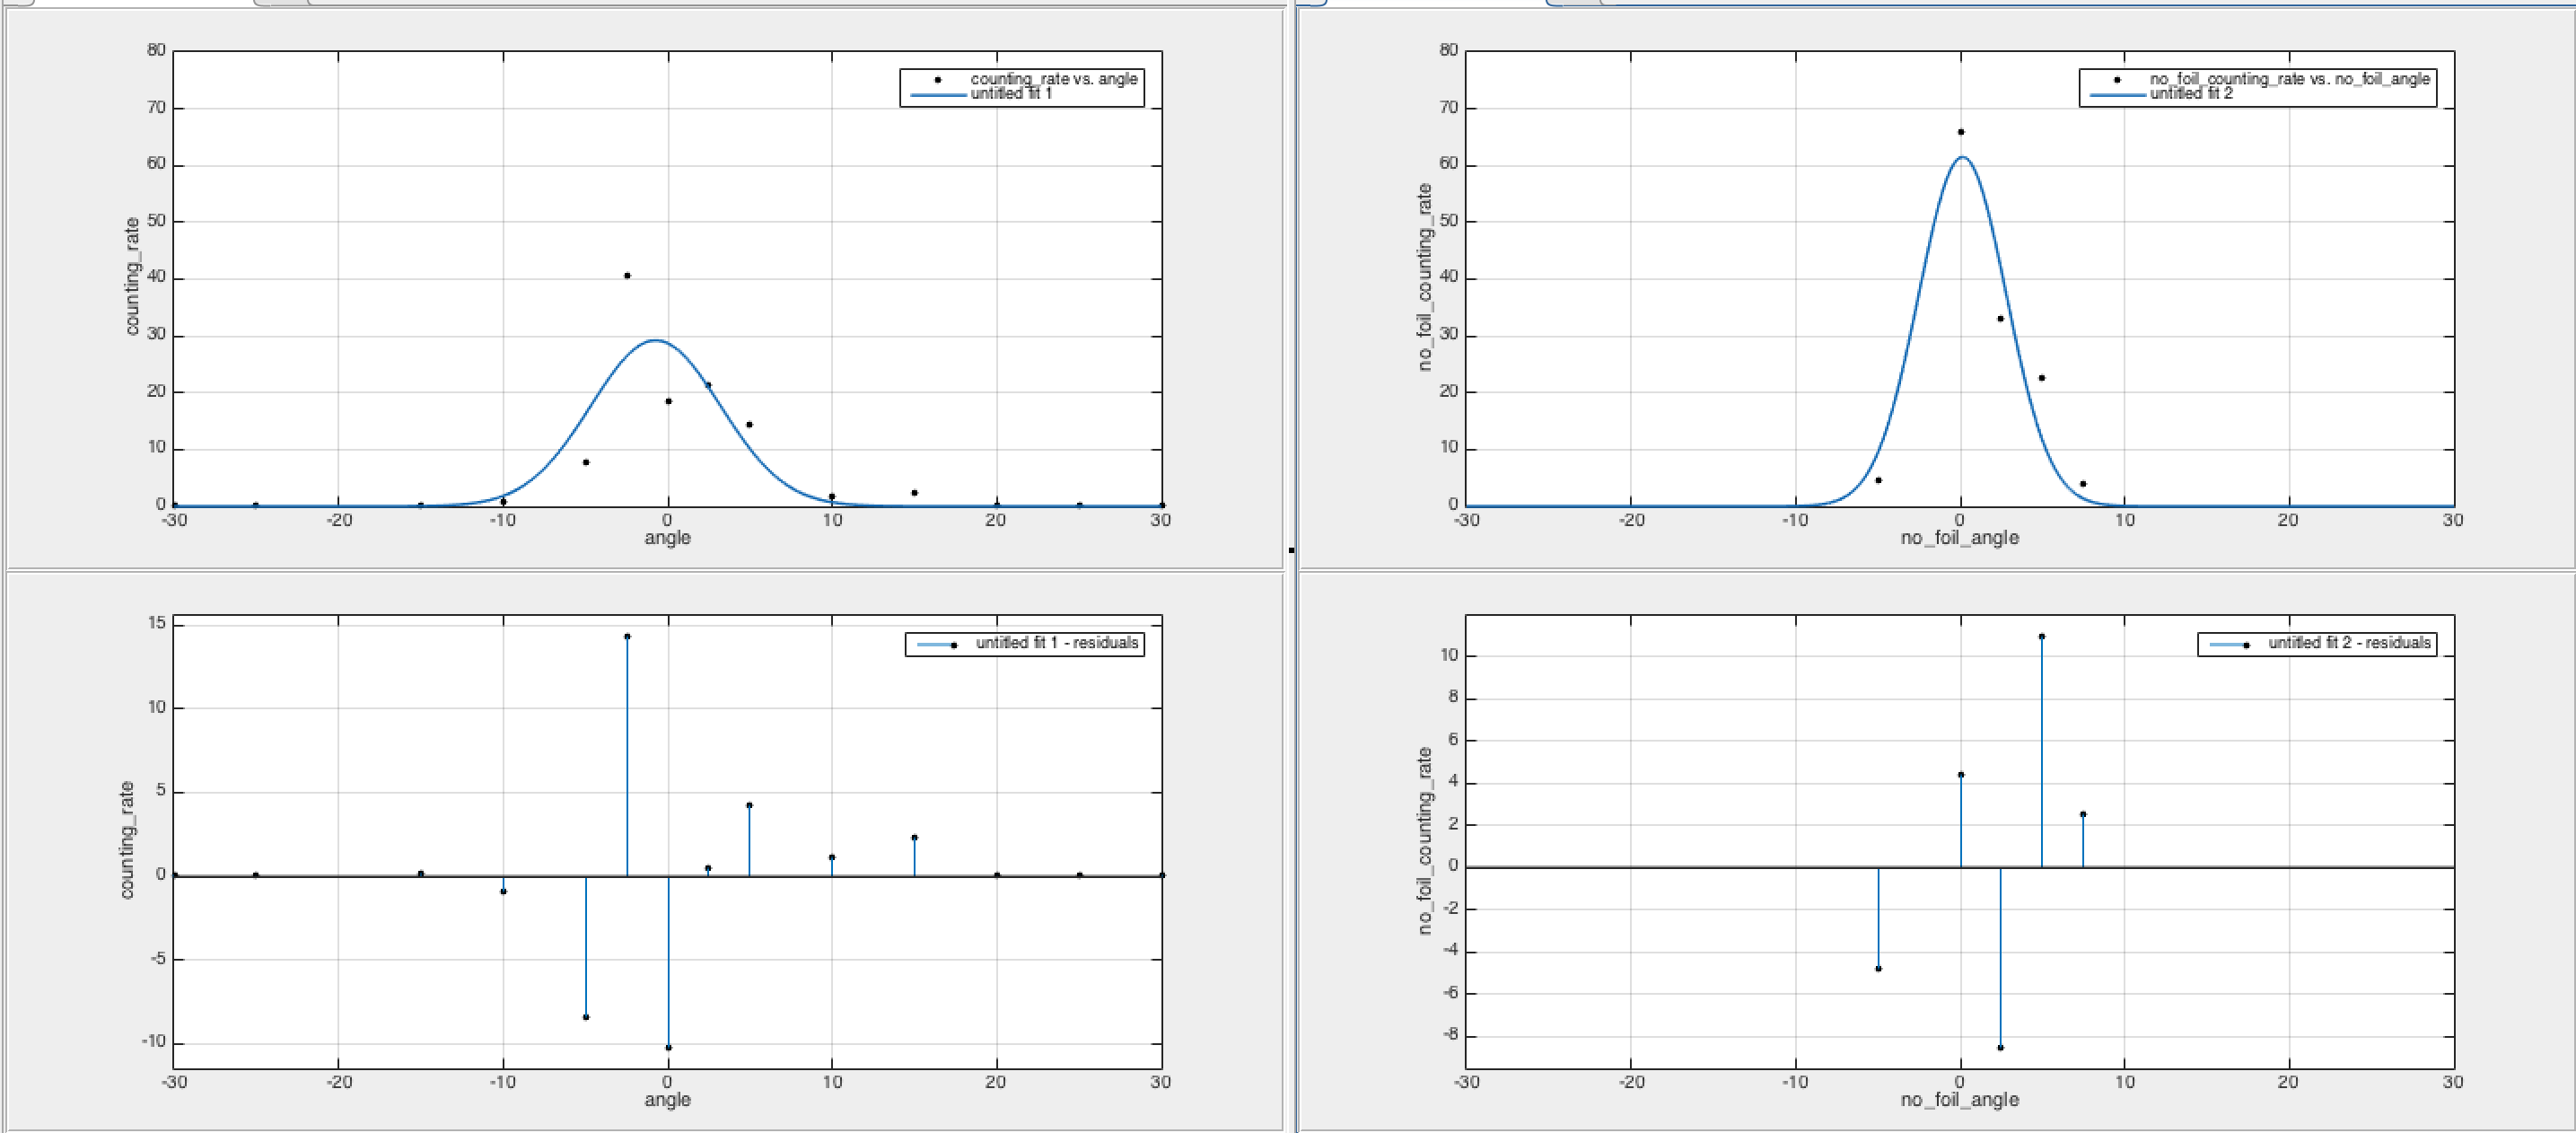 80
70
60
50
40
30
20
10
0
counting_rate
counting_rate vs. angle
untitled fit 1
-30 -20 -10 0 10 20 30
angle
80
70
60
50
40
30
20
10
0
no_foil_counting_rate
no_foil_counting_rate vs. no_foil_angle
untitled fit 2
-30 -20 -10 0 10 20 30
no_foil_angle
15
10
5
0
-5
-10
counting_rate
untitled fit 1 - residuals
-30 -20 -10 0 10 20 30
angle
10
8
6
4
2
0
-2
-4
-6
-8
no_foil_counting_rate
untitled fit 2 - residuals
-30 -20 -10 0 10 20 30
no_foil_angle